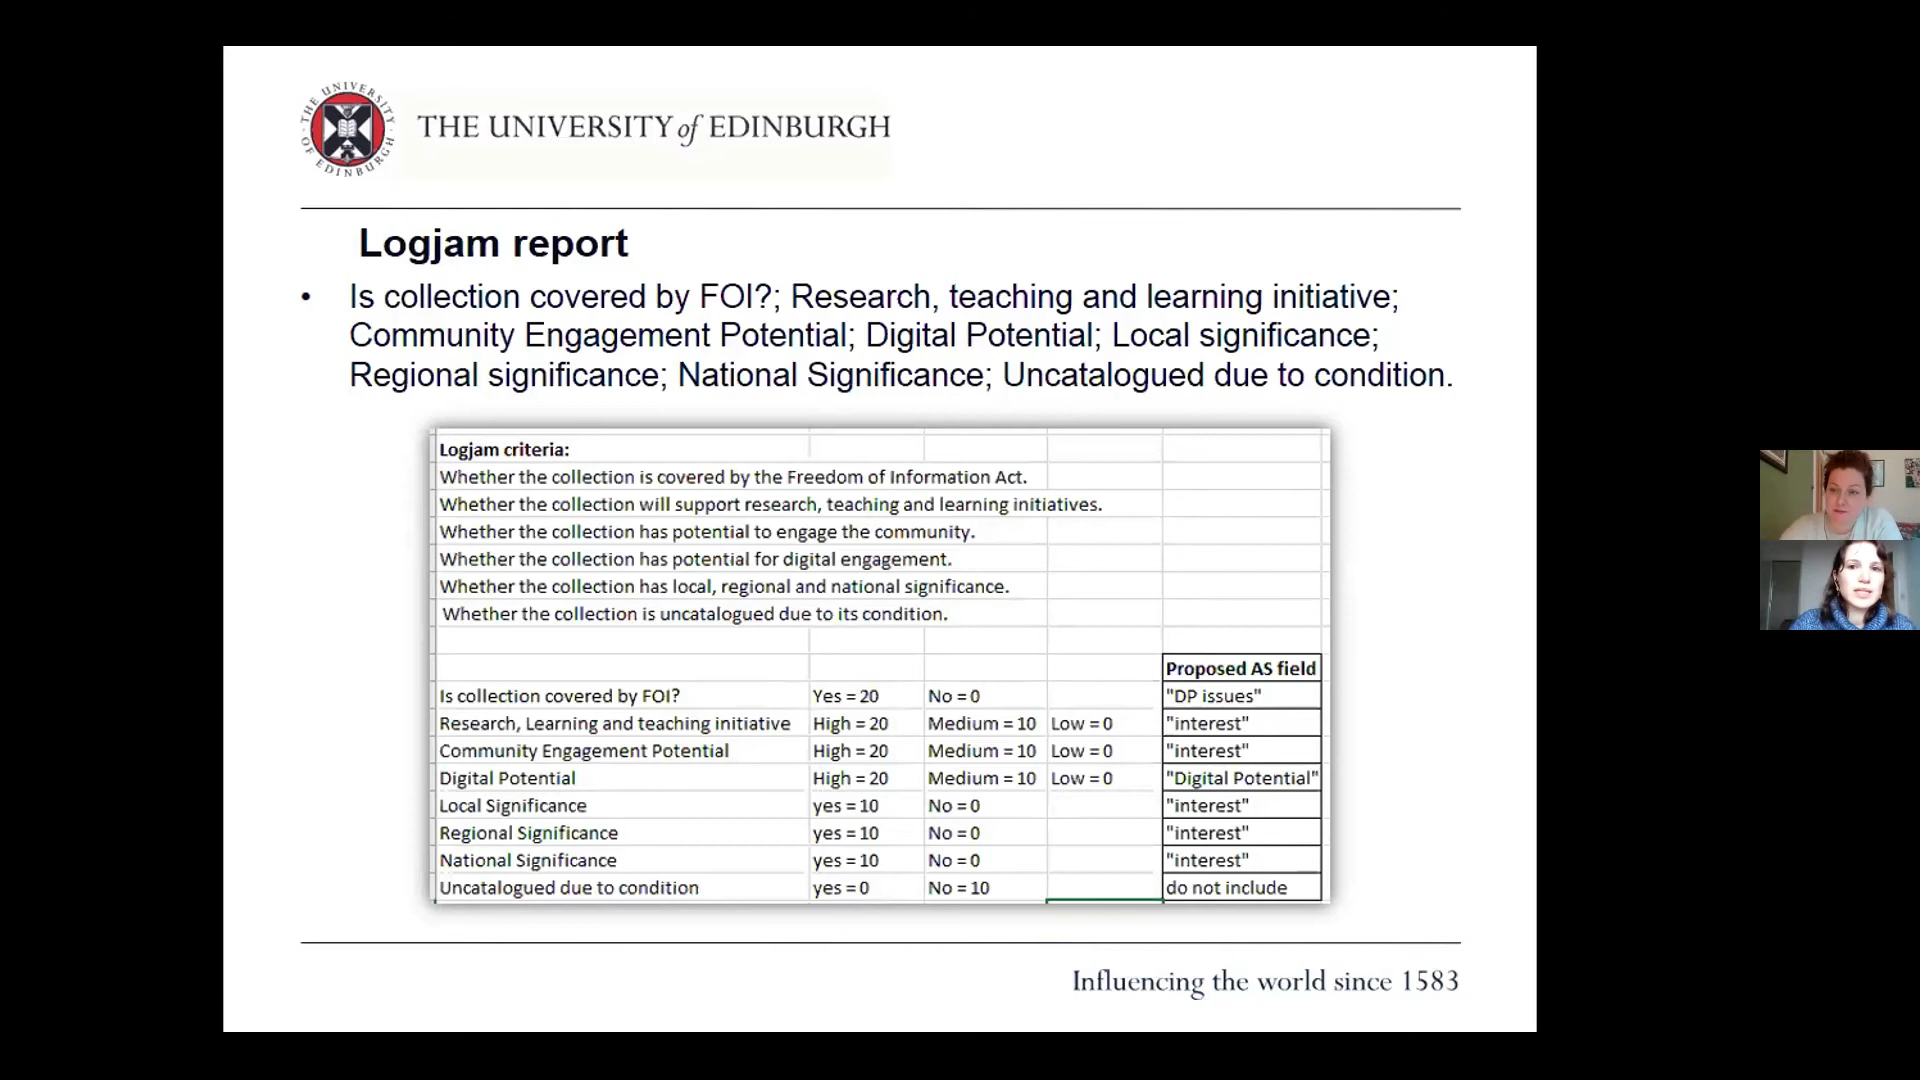 THE UNIVERSITY OF EDINBURGH
THE UNIVERSITY of EDINBURGH
Logjam report
• Is collection covered by FOI?; Research, teaching and learning initiative;
Community Engagement Potential; Digital Potential; Local significance;
Regional significance; National Significance; Uncatalogued due to condition.
Logjam criteria:
Whether the collection is covered by the Freedom of Information Act.
Whether the collection will support research, teaching and learning initiatives.
Whether the collection has potential to engage the community.
Whether the collection has potential for digital engagement.
Whether the collection has local, regional and national significance.
Whether the collection is uncatalogued due to its condition.
Proposed AS field
Is collection covered by FOI? Yes = 20 No = 0 "DP issues"
Research, Learning and teaching initiative High = 20 Medium = 10 Low = 0 "interest"
Community Engagement Potential High = 20 Medium = 10 Low = 0 "interest"
Digital Potential High = 20 Medium = 10 Low = 0 "Digital Potential"
Local Significance yes = 10 No = 0 "interest"
Regional Significance yes = 10 No = 0 "interest"
National Significance yes = 10 No = 0 "interest"
Uncatalogued due to condition yes = 0 No = 10 do not include
Influencing the world since 1583